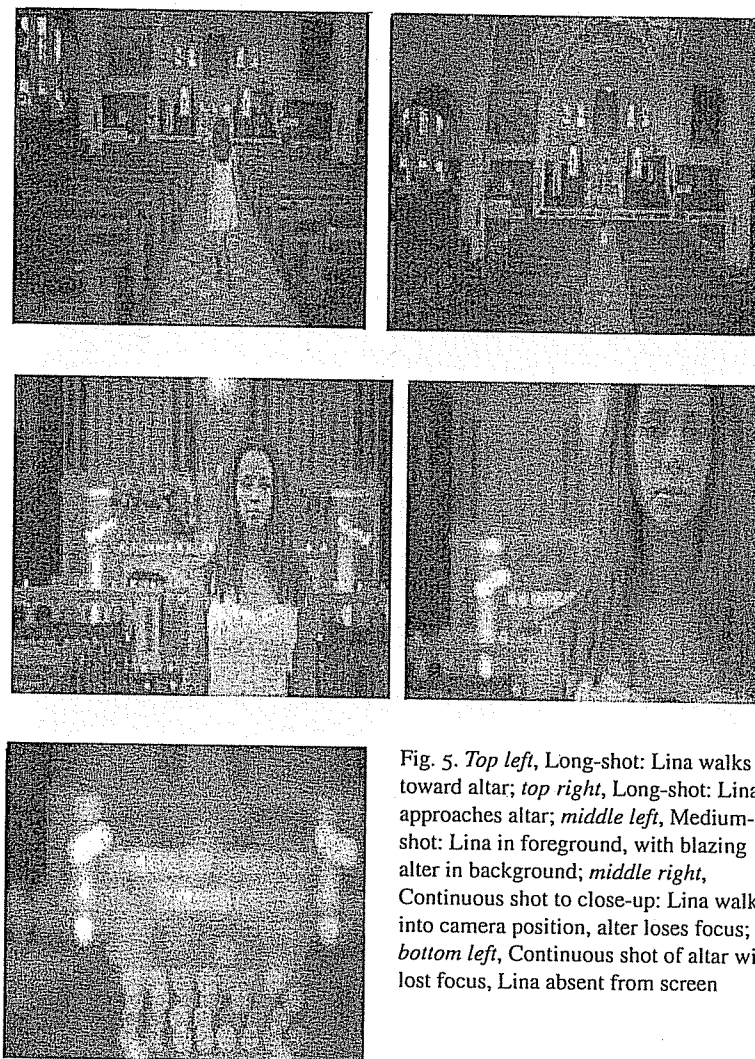 Fig. 5. Top left, Long-shot: Lina walks
toward altar; top right, Long-shot: Lina
approaches altar; middle left, Medium-
shot: Lina in foreground, with blazing
alter in background; middle right,
Continuous shot to close-up: Lina walk
into camera position, alter loses focus;
bottom left, Continuous shot of altar wi
lost focus, Lina absent from screen